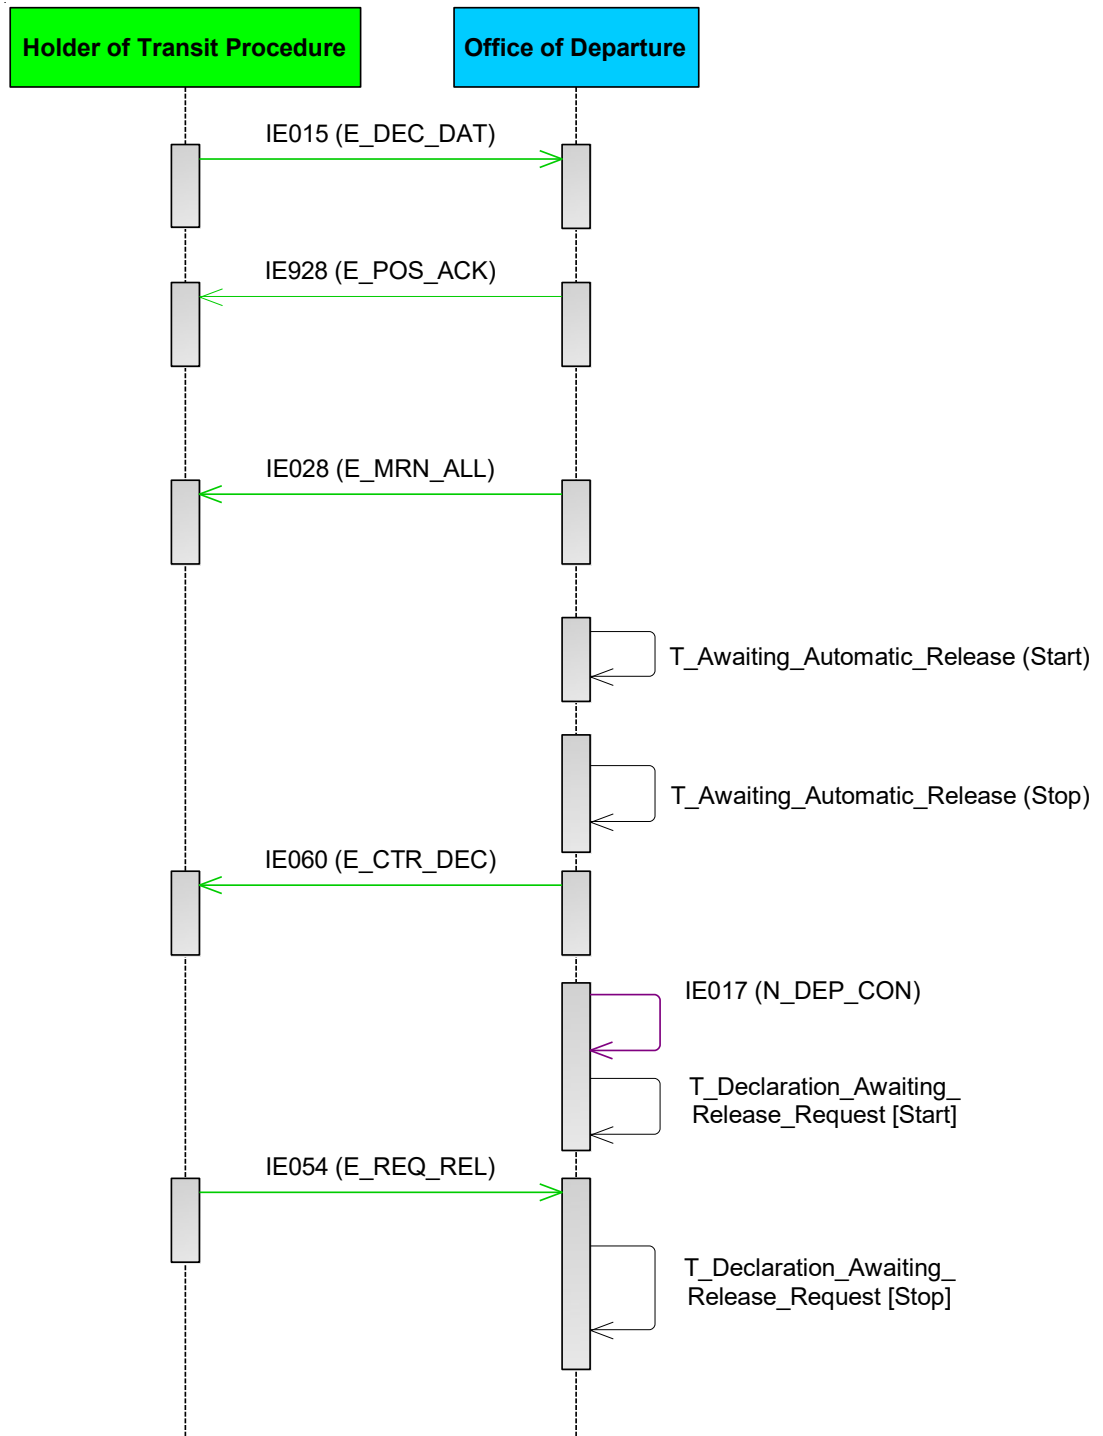 Holder of Transit Procedure
Office of Departure
IE015 (E_DEC_DAT)
IE928 (E_POS_ACK)
IE028 (E_MRN_ALL)
T_Awaiting_Automatic_Release (Start)
T_Awaiting_Automatic_Release (Stop)
IE060 (E_CTR_DEC)
IE017 (N_DEP_CON)
T_Declaration_Awaiting_
Release_Request [Start]
IE054 (E_REQ_REL)
T_Declaration_Awaiting_
Release_Request [Stop]